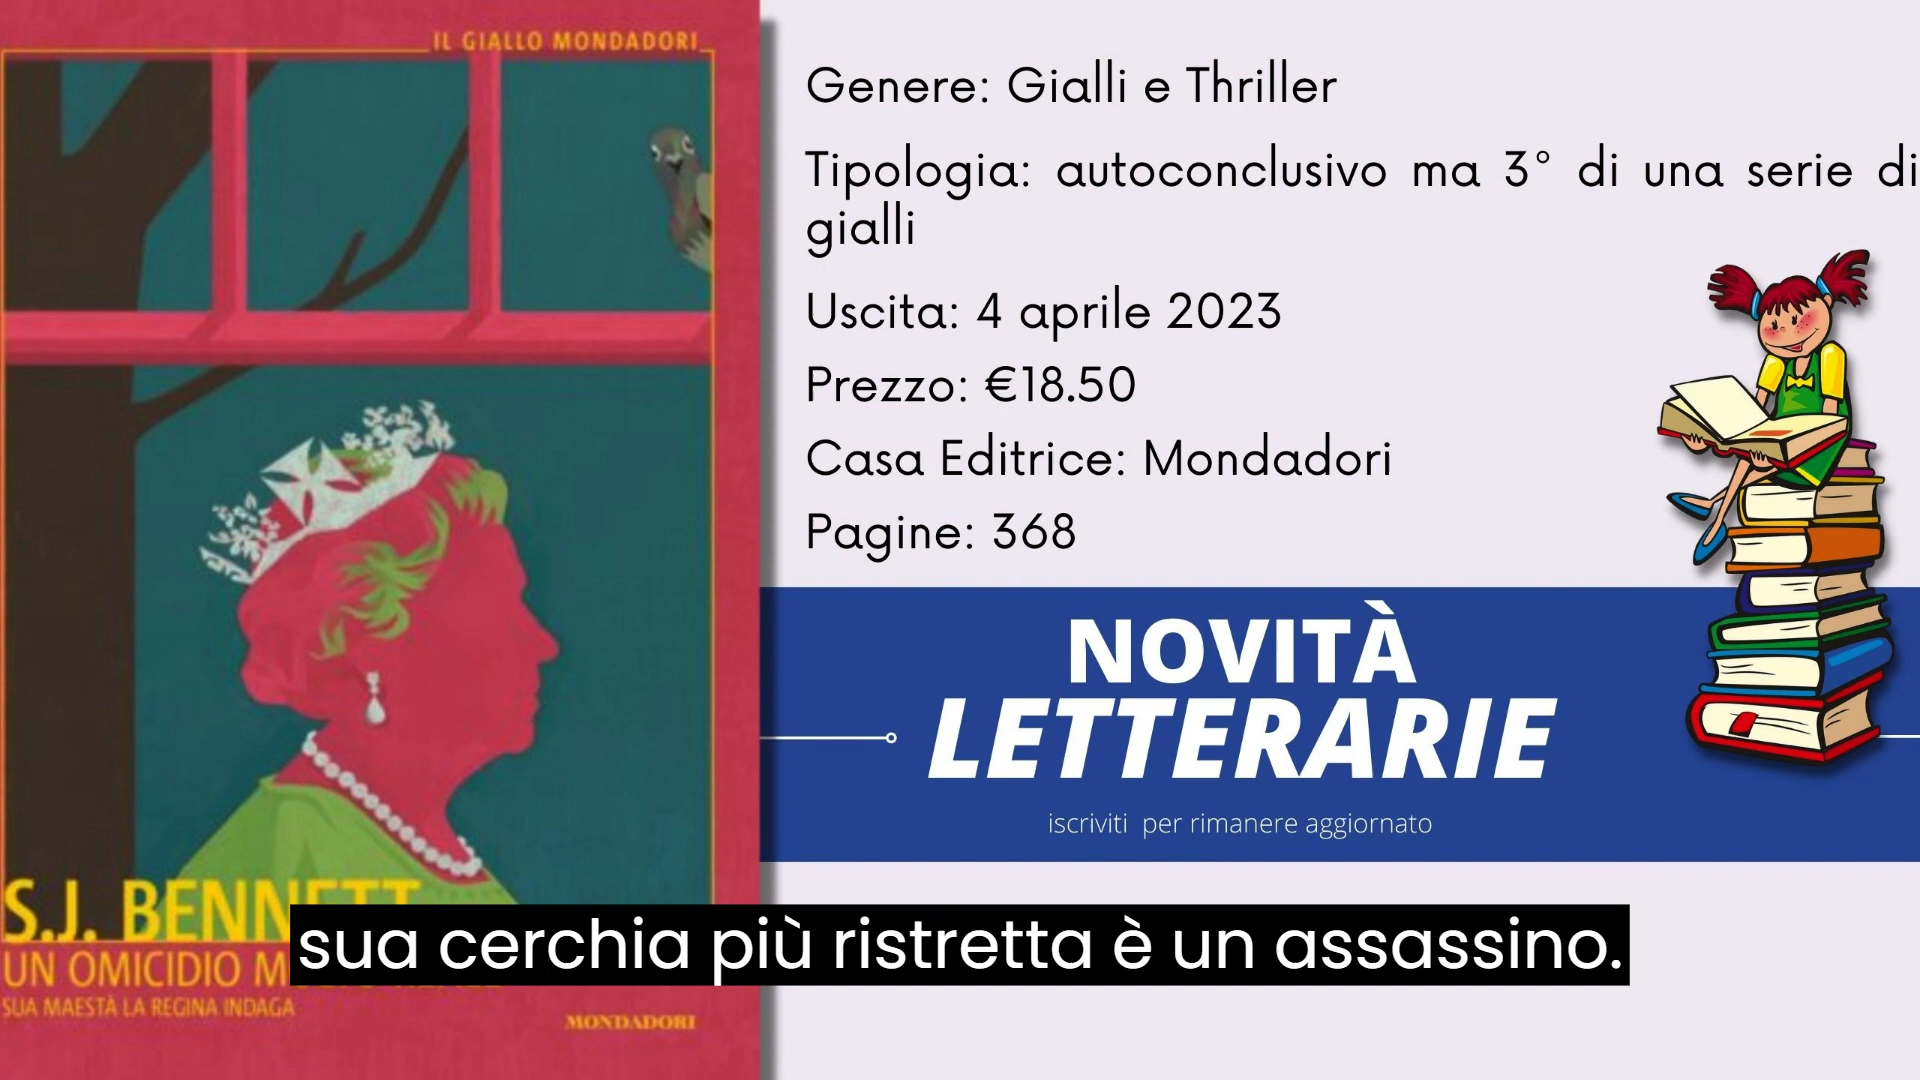 IL GIALLO MONDADORI
S.J. BENNETT
UN OMICIDIO
SUA MAESTÀ LA REGINA INDAGA
MONDADORI
Genere: Gialli e Thriller
Tipologia: autoconclusivo ma 3° di una serie di
gialli
Uscita: 4 aprile 2023
Prezzo: €18.50
Casa Editrice: Mondadori
Pagine: 368
NOVITÀ
LETTERARIE
iscriviti per rimanere aggiornato
sua cerchia più ristretta è un assassino.